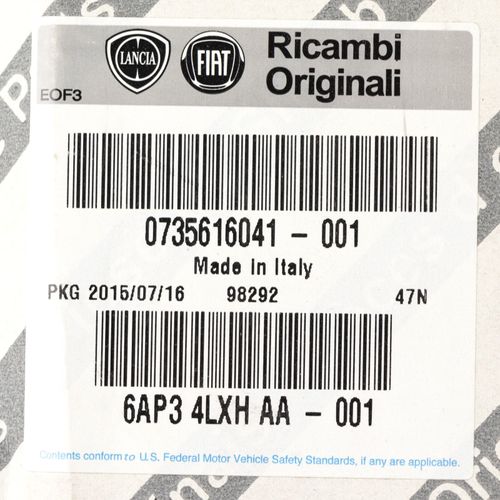 LANCIA FIAT Ricambi
Originali
EOF3
0735616041 - 001
Made In Italy
PKG 2015/07/16 98292 47N
6AP3 4LXH AA - 001
Contents conform to U.S. Federal Motor Vehicle Safety Standards, if any are applicable.